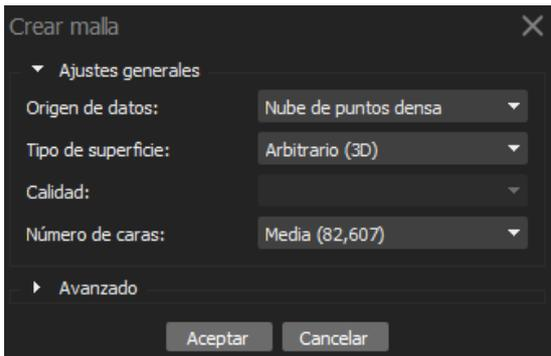 Crear malla
Ajustes generales
Origen de datos: Nube de puntos densa
Tipo de superficie: Arbitrario (3D)
Calidad:
Número de caras: Media (82,607)
Avanzado
Aceptar Cancelar